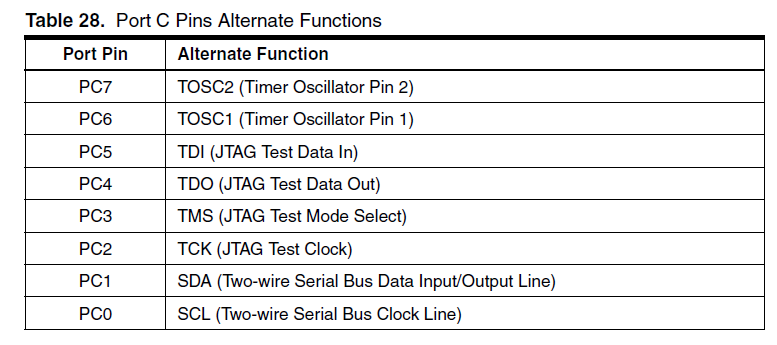 Table 28. Port C Pins Alternate Functions
Port Pin Alternate Function
PC7 TOSC2 (Timer Oscillator Pin 2)
PC6 TOSC1 (Timer Oscillator Pin 1)
PC5 TDI (JTAG Test Data In)
PC4 TDO (JTAG Test Data Out)
PC3 TMS (JTAG Test Mode Select)
PC2 TCK (JTAG Test Clock)
PC1 SDA (Two-wire Serial Bus Data Input/Output Line)
PC0 SCL (Two-wire Serial Bus Clock Line)